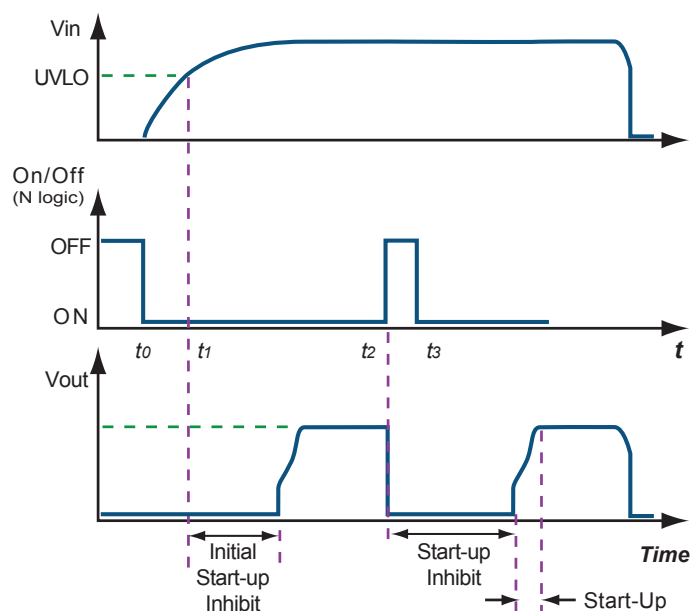 Vin
UVLO
t
On/Off
(N logic)
OFF
ON
t0 t1 t2 t3 t
Vout
Initial
Start-up
Inhibit
Start-up
Inhibit
Time
Start-Up